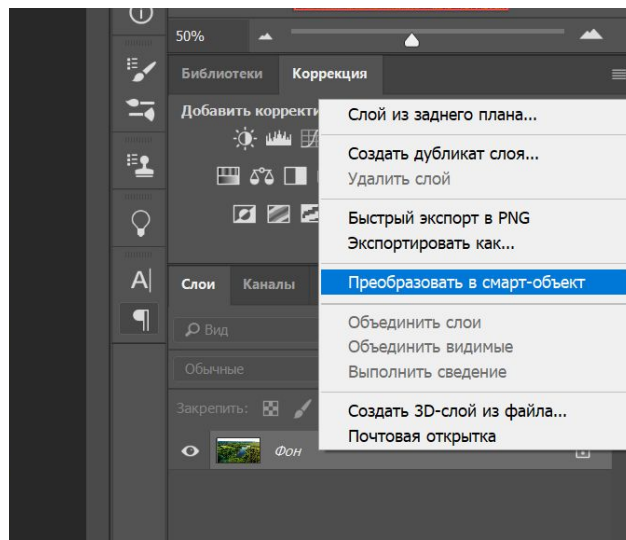 50%
Библиотеки Коррекция
Добавить корректи
Слой из заднего плана...
Создать дубликат слоя...
Удалить слой
Быстрый экспорт в PNG
Экспортировать как...
Преобразовать в смарт-объект
Объединить слои
Объединить видимые
Выполнить сведение
Создать 3D-слой из файла...
Почтовая открытка
A
Слои Каналы
Вид
Обычные
Закрепить:
Фон